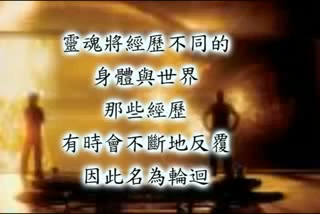 靈魂將經歷不同的
身體與世界
那些經歷
有時會不斷地反覆
因此名為輪迴